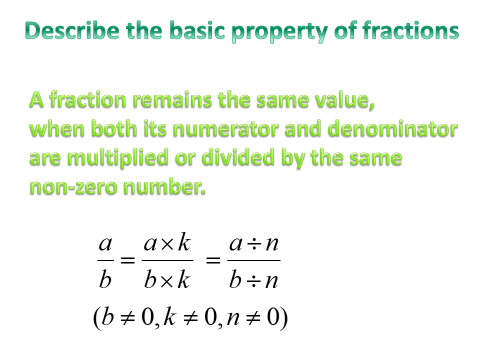 Describe the basic property of fractions
A fraction remains the same value,
when both its numerator and denominator
are multiplied or divided by the same
non-zero number.
a/b = a×k/b×k = a÷n/b÷n
(b ≠ 0, k ≠ 0, n ≠ 0)